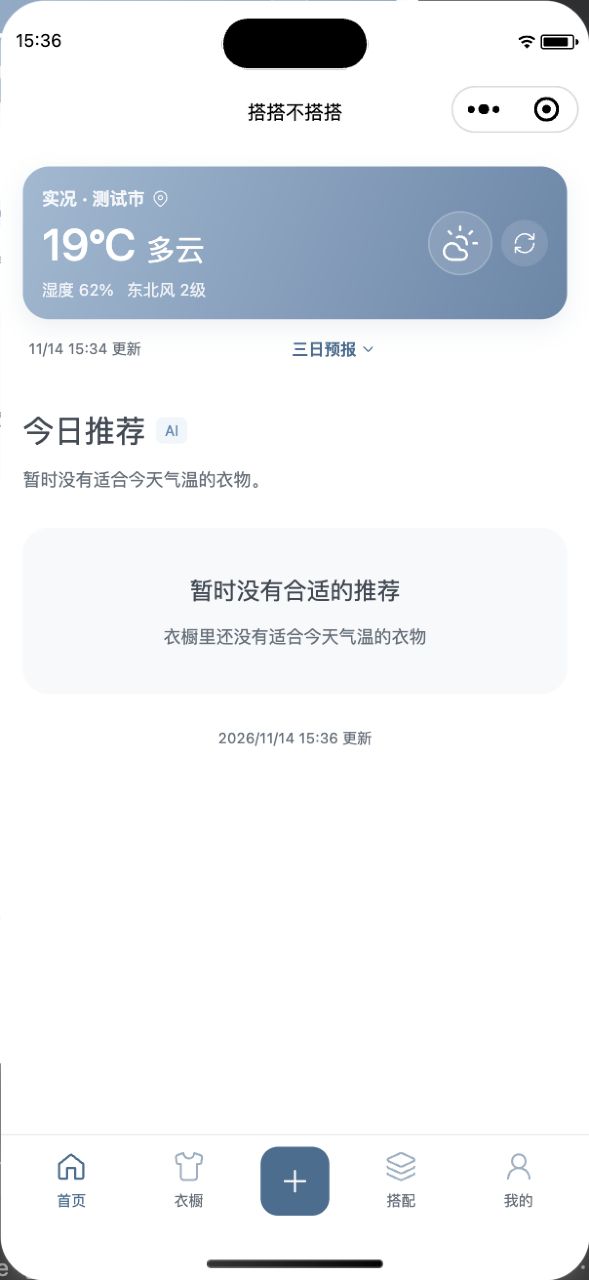 15:36
搭搭不搭搭
实况 · 测试市
19°C 多云
湿度 62% 东北风 2级
11/14 15:34 更新
三日预报
今日推荐 AI
暂时没有适合今天气温的衣物。
暂时没有合适的推荐
衣橱里还没有适合今天气温的衣物
2026/11/14 15:36 更新
首页
衣橱
搭配
我的